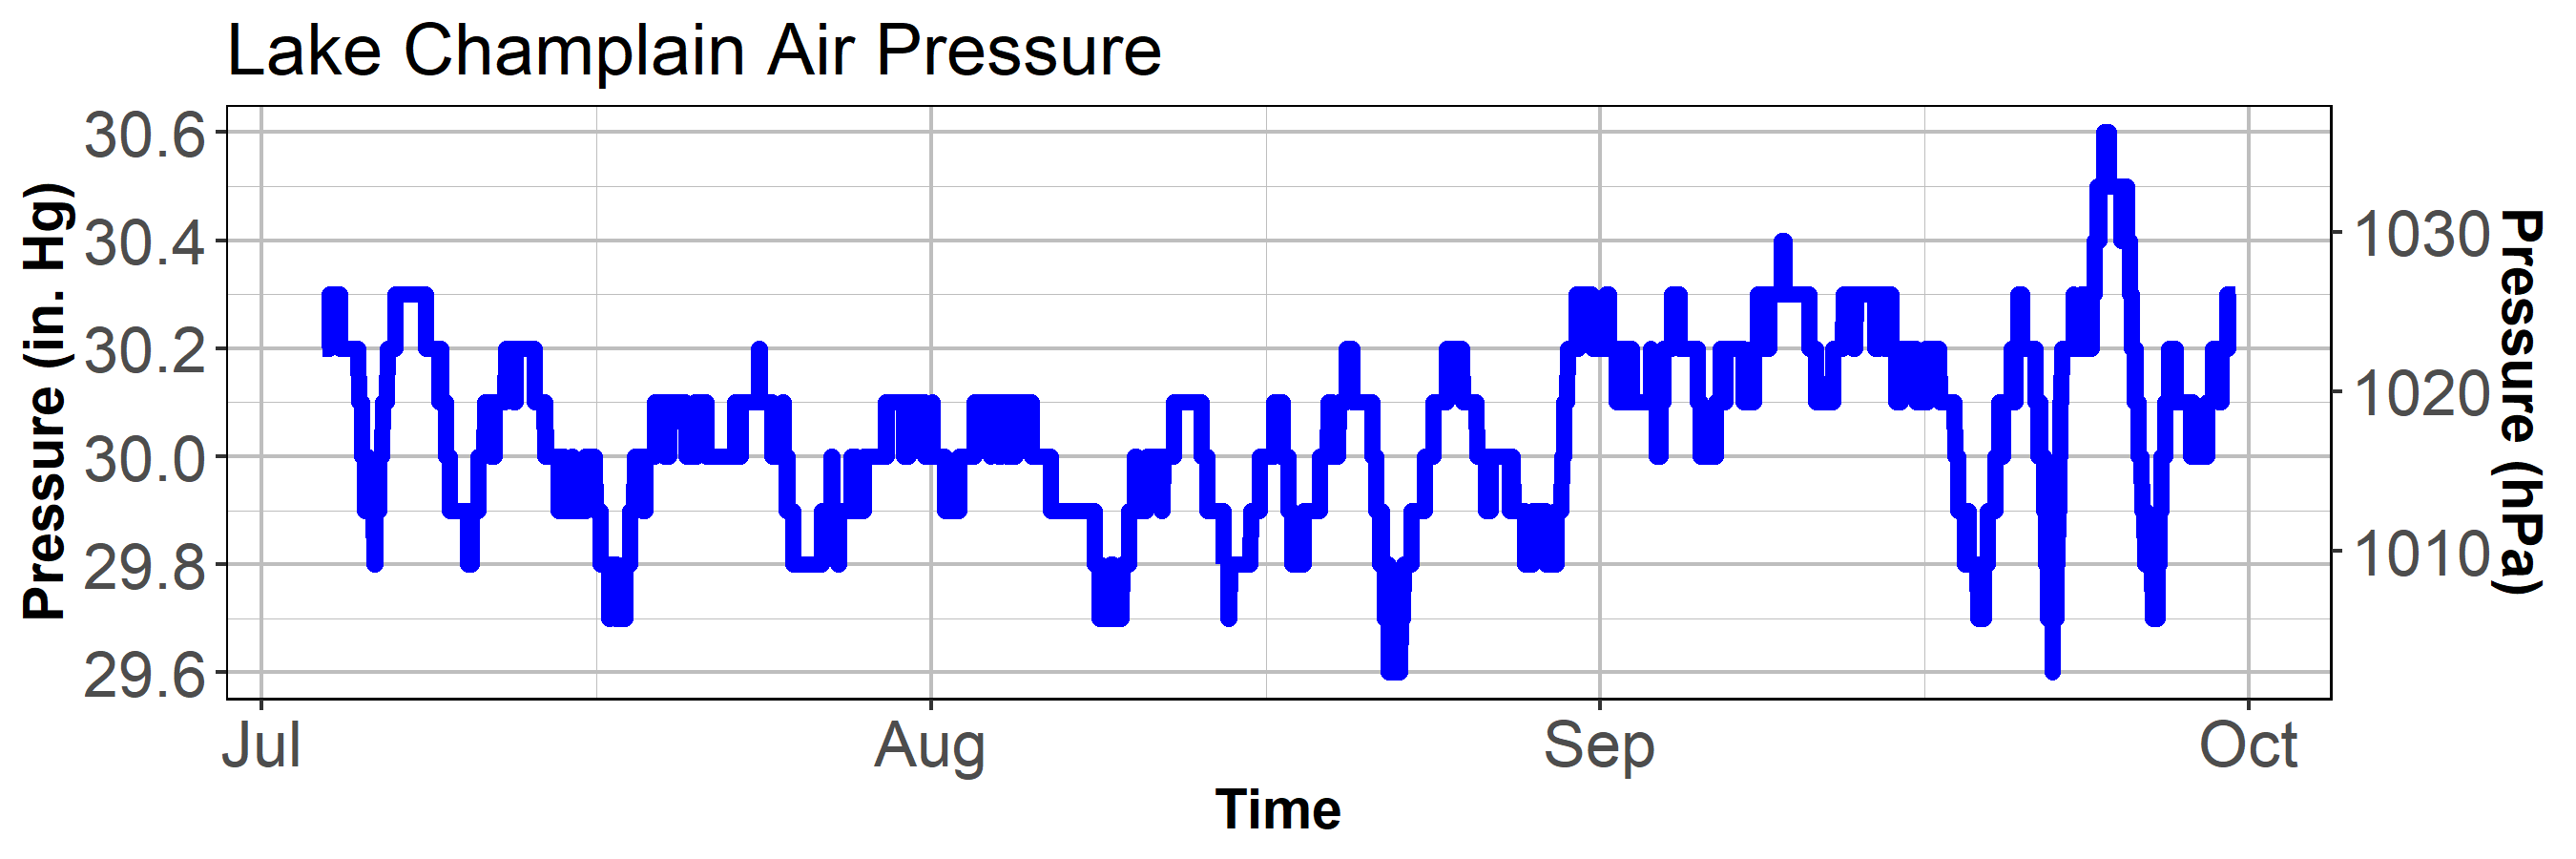 Lake Champlain Air Pressure
30.6
30.4
30.2
30.0
29.8
29.6
Pressure (in. Hg)
1030
1020
1010
Pressure (hPa)
Jul Aug Sep Oct
Time